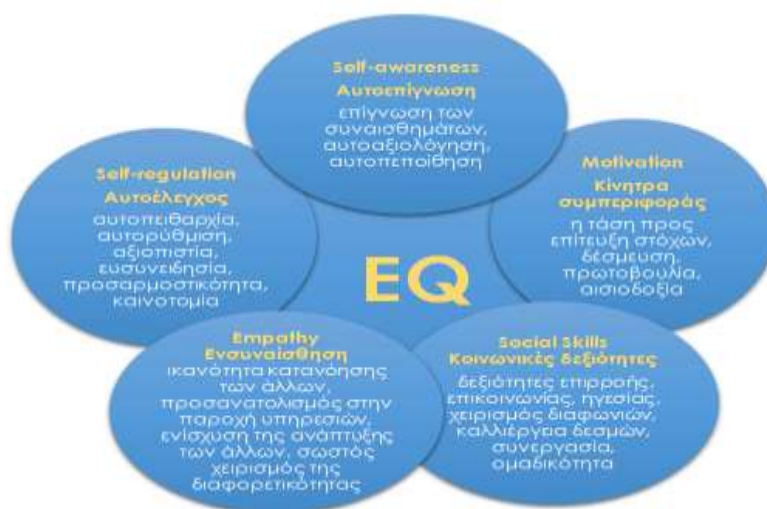 Self-awareness
Αυτοεπίγνωση
επίγνωση των
συναισθημάτων,
αυτοαξιολόγηση,
αυτοπεποίθηση
Self-regulation
Αυτοέλεγχος
αυτοπειθαρχία,
αυτορύθμιση,
αξιοπιστία,
ευσυνειδησία,
προσαρμοστικότητα,
καινοτομία
Motivation
Κίνητρα
συμπεριφοράς
η τάση προς
επίτευξη στόχων,
δέσμευση,
πρωτοβουλία,
αισιοδοξία
EQ
Empathy
Ενσυναίσθηση
ικανότητα κατανόησης
των άλλων,
προσανατολισμός στην
παροχή υπηρεσιών,
ενίσχυση της ανάπτυξης
των άλλων, σωστός
χειρισμός της
διαφορετικότητας
Social Skills
Κοινωνικές δεξιότητες
δεξιότητες επιρροής,
επικοινωνίας, ηγεσίας,
χειρισμός διαφωνιών,
καλλιέργεια δεσμών,
συνεργασία,
ομαδικότητα